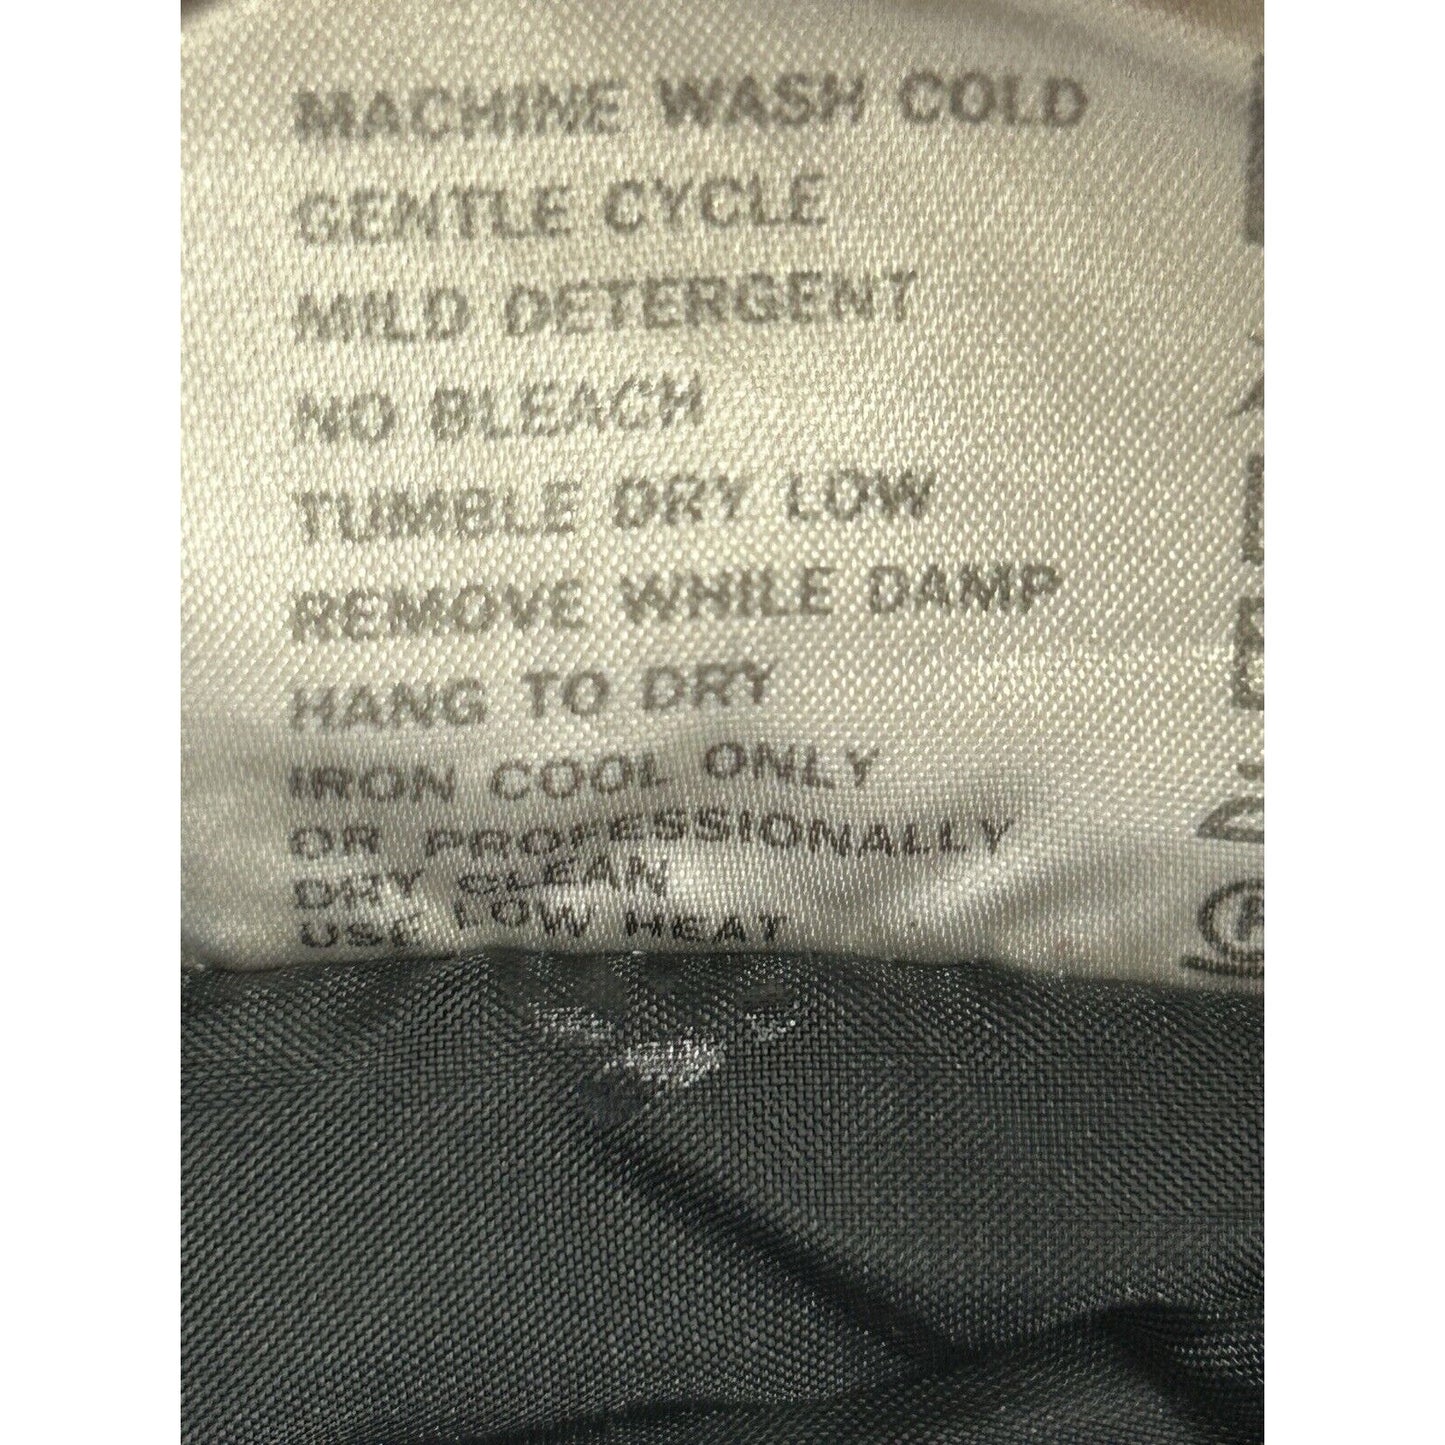 MACHINE WASH COLD
GENTLE CYCLE
MILD DETERGENT
NO BLEACH
TUMBLE DRY LOW
REMOVE WHILE DAMP
HANG TO DRY
IRON COOL ONLY
OR PROFESSIONALLY
DRY CLEAN
USE LOW HEAT